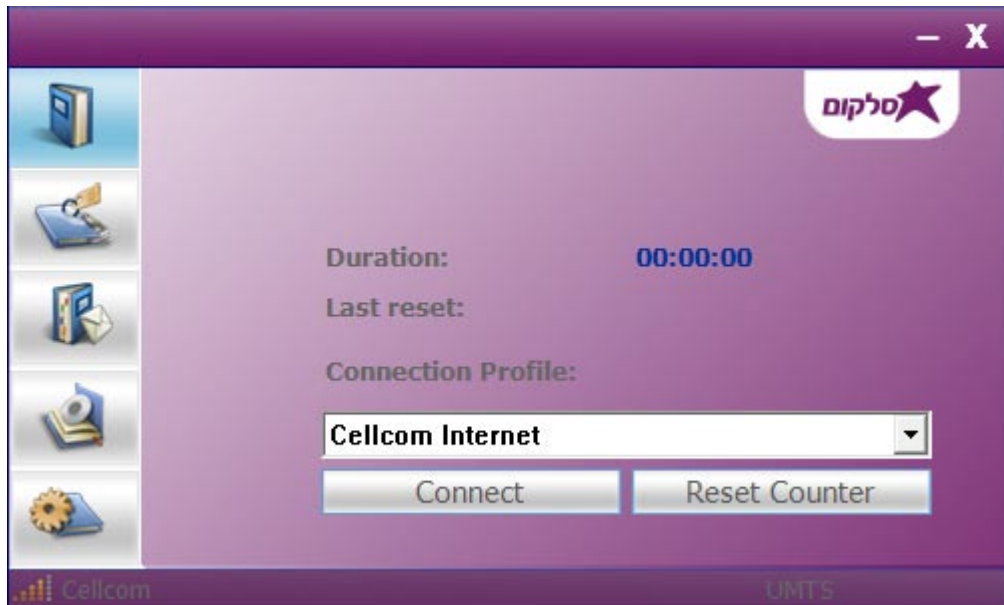 X
סלקום
Duration: 00:00:00
Last reset:
Connection Profile:
Cellcom Internet
Connect Reset Counter
Cellcom UMTS